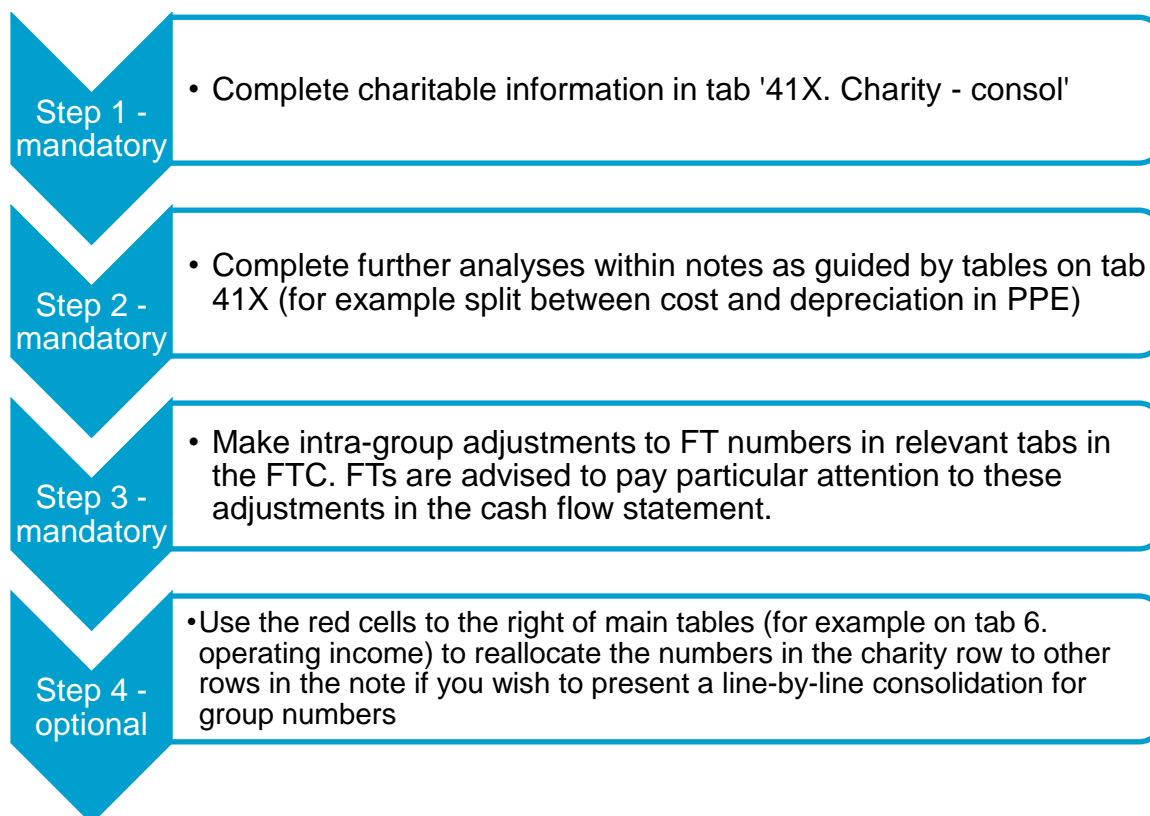 Step 1 -
mandatory
• Complete charitable information in tab '41X. Charity - consol'
Step 2 -
mandatory
• Complete further analyses within notes as guided by tables on tab
41X (for example split between cost and depreciation in PPE)
Step 3 -
mandatory
• Make intra-group adjustments to FT numbers in relevant tabs in
the FTC. FTs are advised to pay particular attention to these
adjustments in the cash flow statement.
Step 4 -
optional
•Use the red cells to the right of main tables (for example on tab 6.
operating income) to reallocate the numbers in the charity row to other
rows in the note if you wish to present a line-by-line consolidation for
group numbers